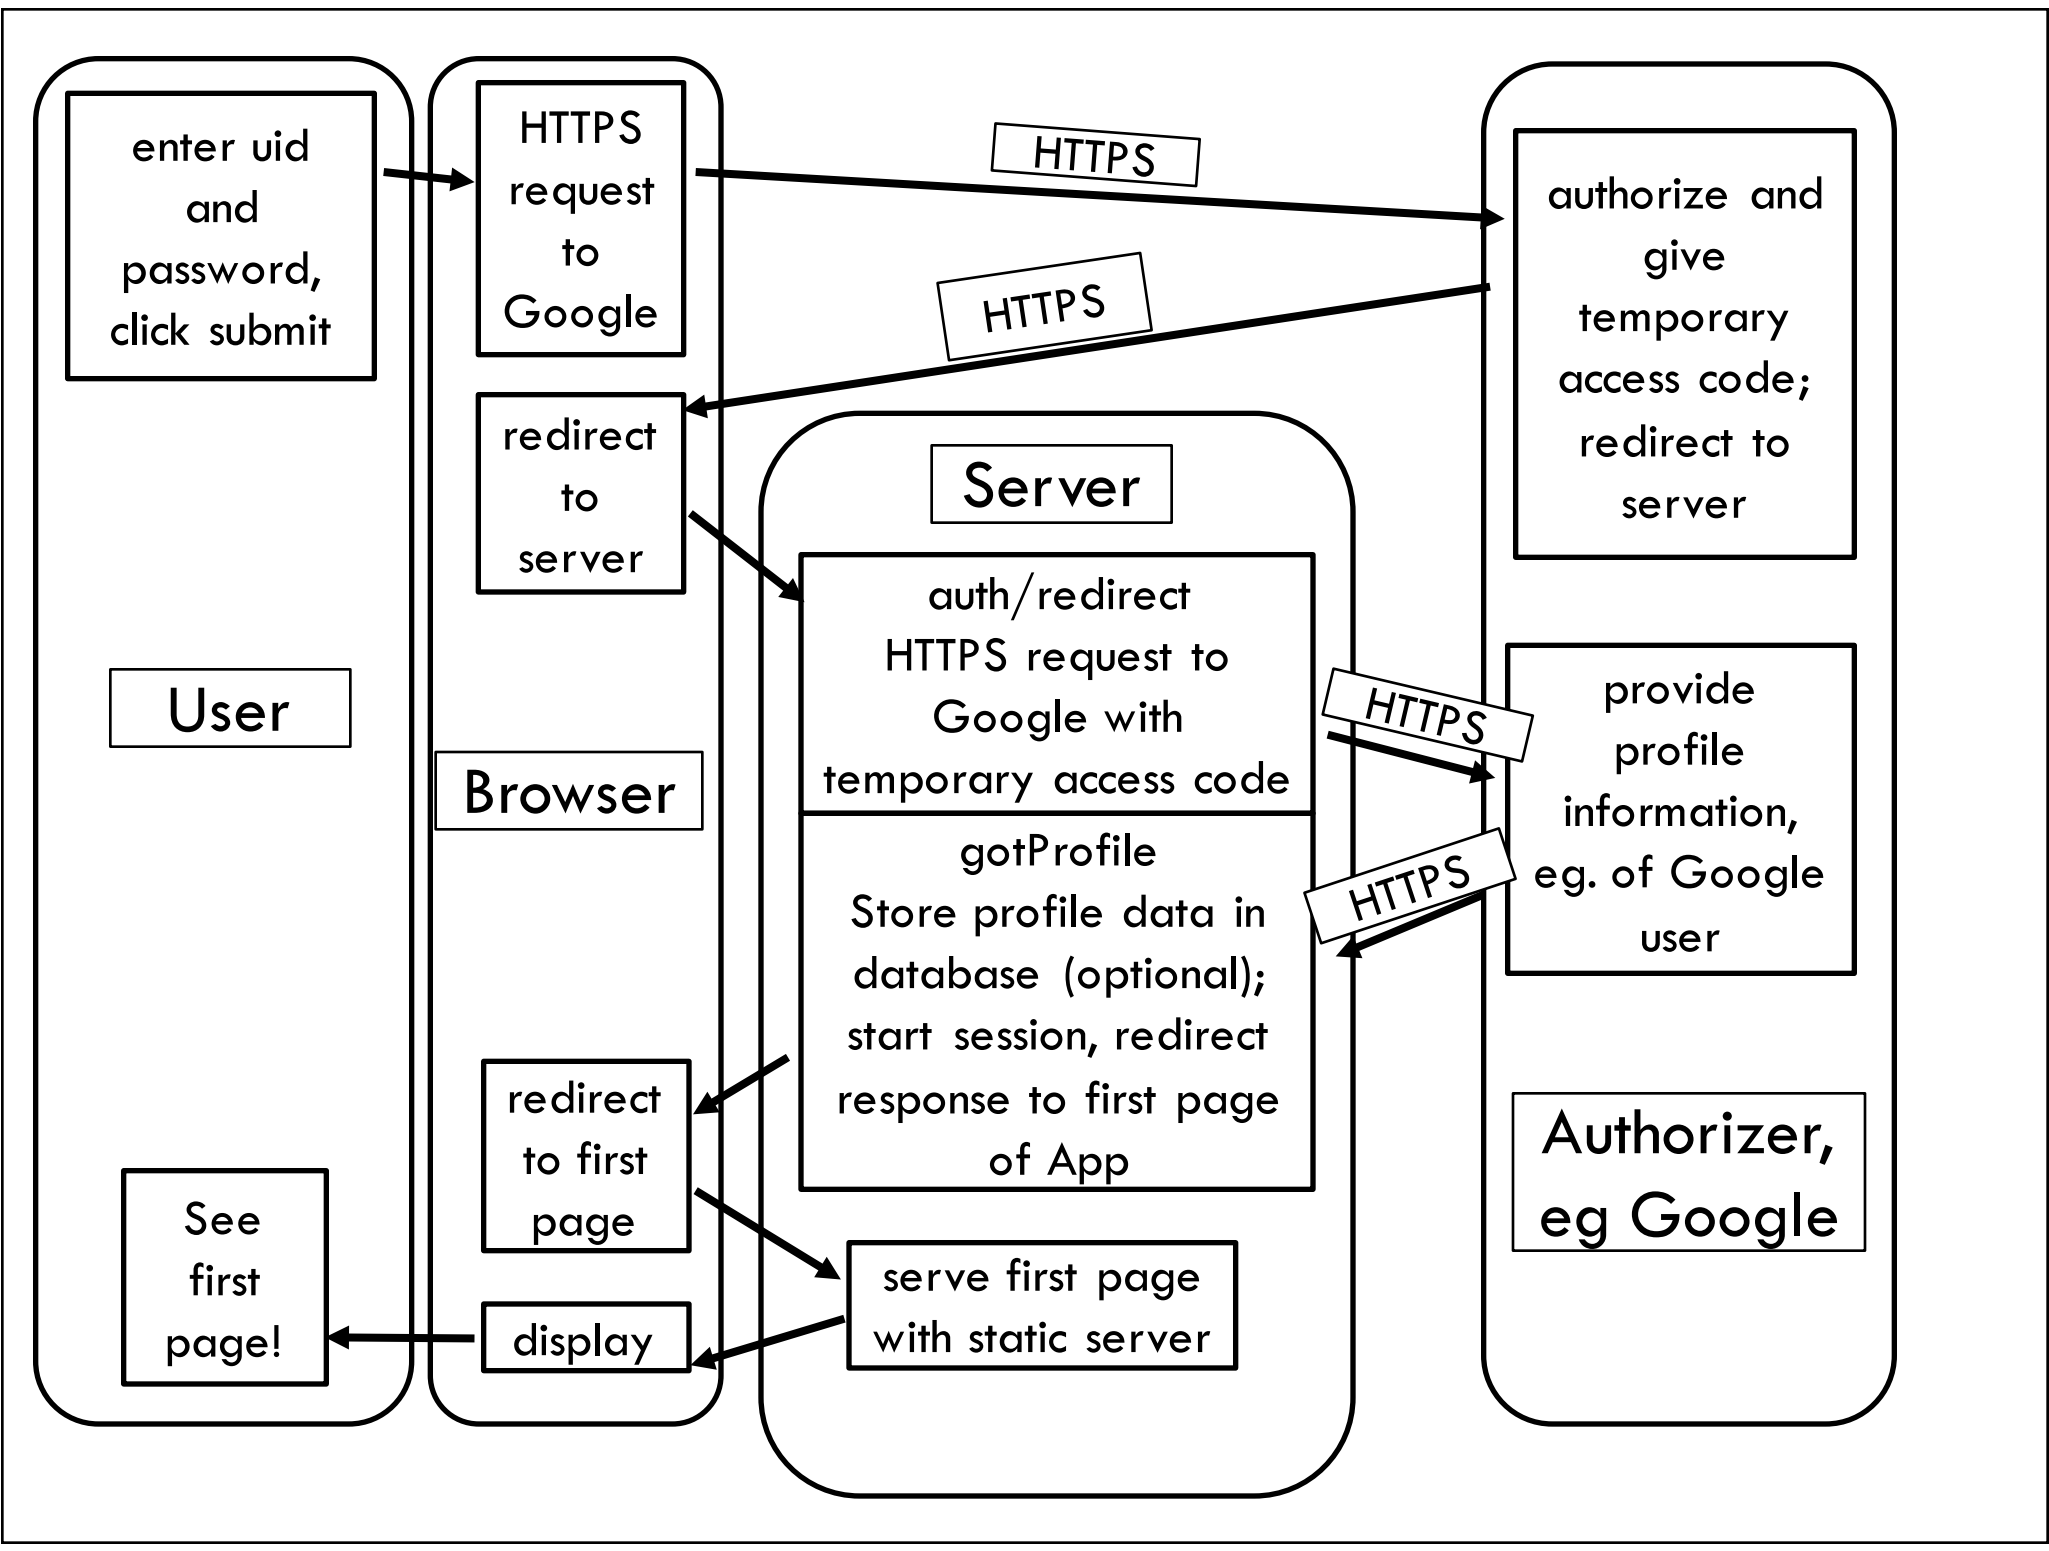 enter uid
and
password,
click submit
User
See
first
page!
HTTPS
request
to
Google
redirect
to
server
Browser
redirect
to first
page
display
HTTPS
HTTPS
Server
auth/redirect
HTTPS request to
Google with
temporary access code
gotProfile
Store profile data in
database (optional);
start session, redirect
response to first page
of App
serve first page
with static server
HTTPS
HTTPS
authorize and
give
temporary
access code;
redirect to
server
provide
profile
information,
eg. of Google
user
Authorizer,
eg Google